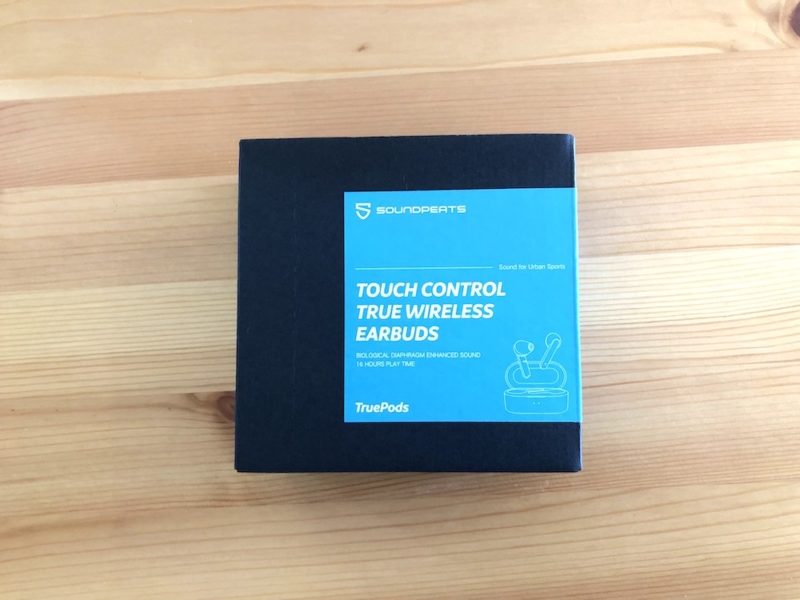 SOUNDPEATS
Sound for Urban Sports
TOUCH CONTROL
TRUE WIRELESS
EARBUDS
BIOLOGICAL DIAPHRAGM ENHANCED SOUND
16 HOURS PLAY TIME
TruePods